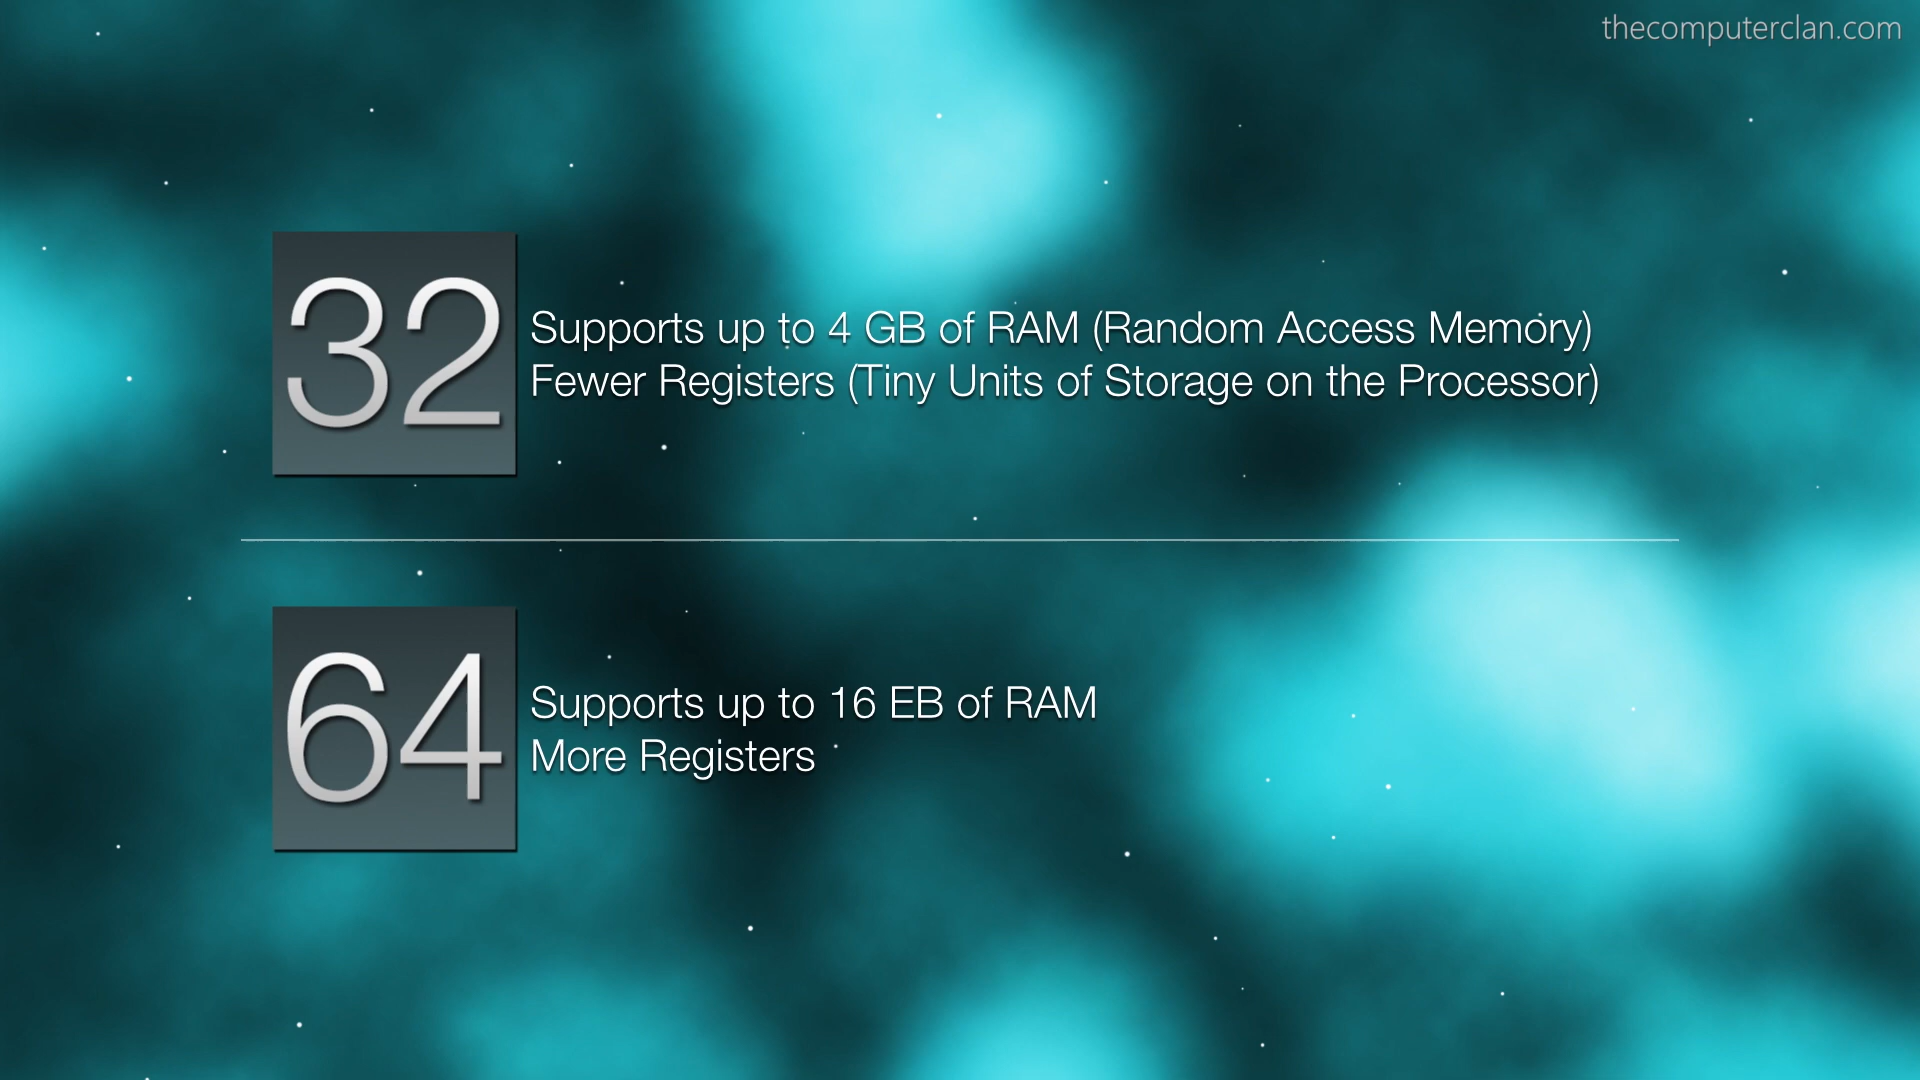 thecomputerclan.com
32
Supports up to 4 GB of RAM (Random Access Memory)
Fewer Registers (Tiny Units of Storage on the Processor)
64
Supports up to 16 EB of RAM
More Registers